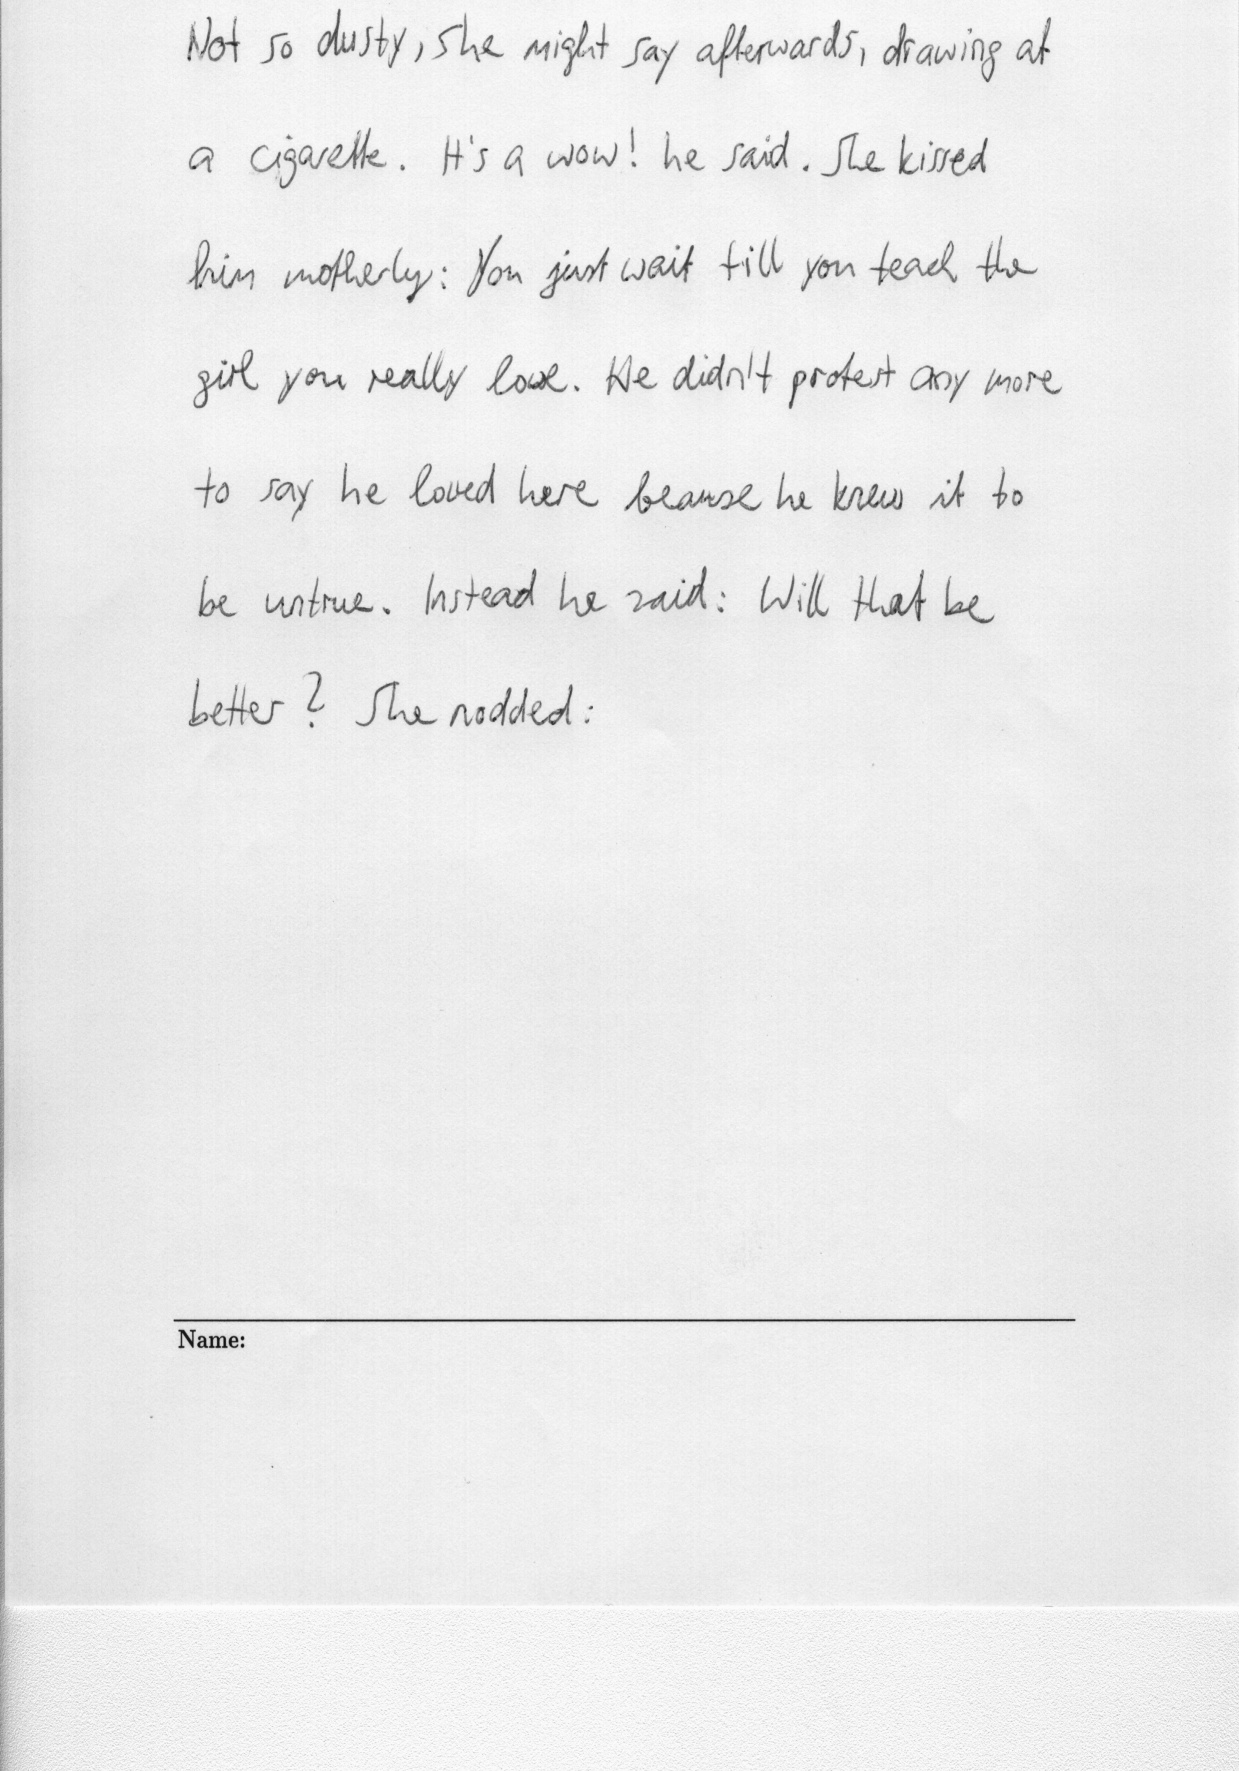 Not so dusty, she might say afterwards, drawing at
a cigarette. It's a wow! he said. She kissed
him motherly: You just wait till you teach the
girl you really love. He didn't protest any more
to say he loved here beause he knew it to
be untrue. Instead he said: Will that be
better? She nodded:
Name: